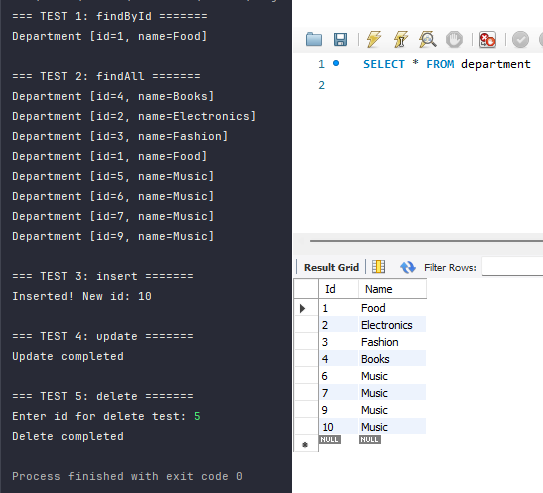 === TEST 1: findById =======
Department [id=1, name=Food]
=== TEST 2: findAll =======
Department [id=4, name=Books]
Department [id=2, name=Electronics]
Department [id=3, name=Fashion]
Department [id=1, name=Food]
Department [id=5, name=Music]
Department [id=6, name=Music]
Department [id=7, name=Music]
Department [id=9, name=Music]
=== TEST 3: insert =======
Inserted! New id: 10
=== TEST 4: update =======
Update completed
=== TEST 5: delete =======
Enter id for delete test: 5
Delete completed
Process finished with exit code 0
1 SELECT * FROM department
2
Result Grid Filter Rows:
Id Name
1 Food
2 Electronics
3 Fashion
4 Books
6 Music
7 Music
9 Music
10 Music
NULL NULL